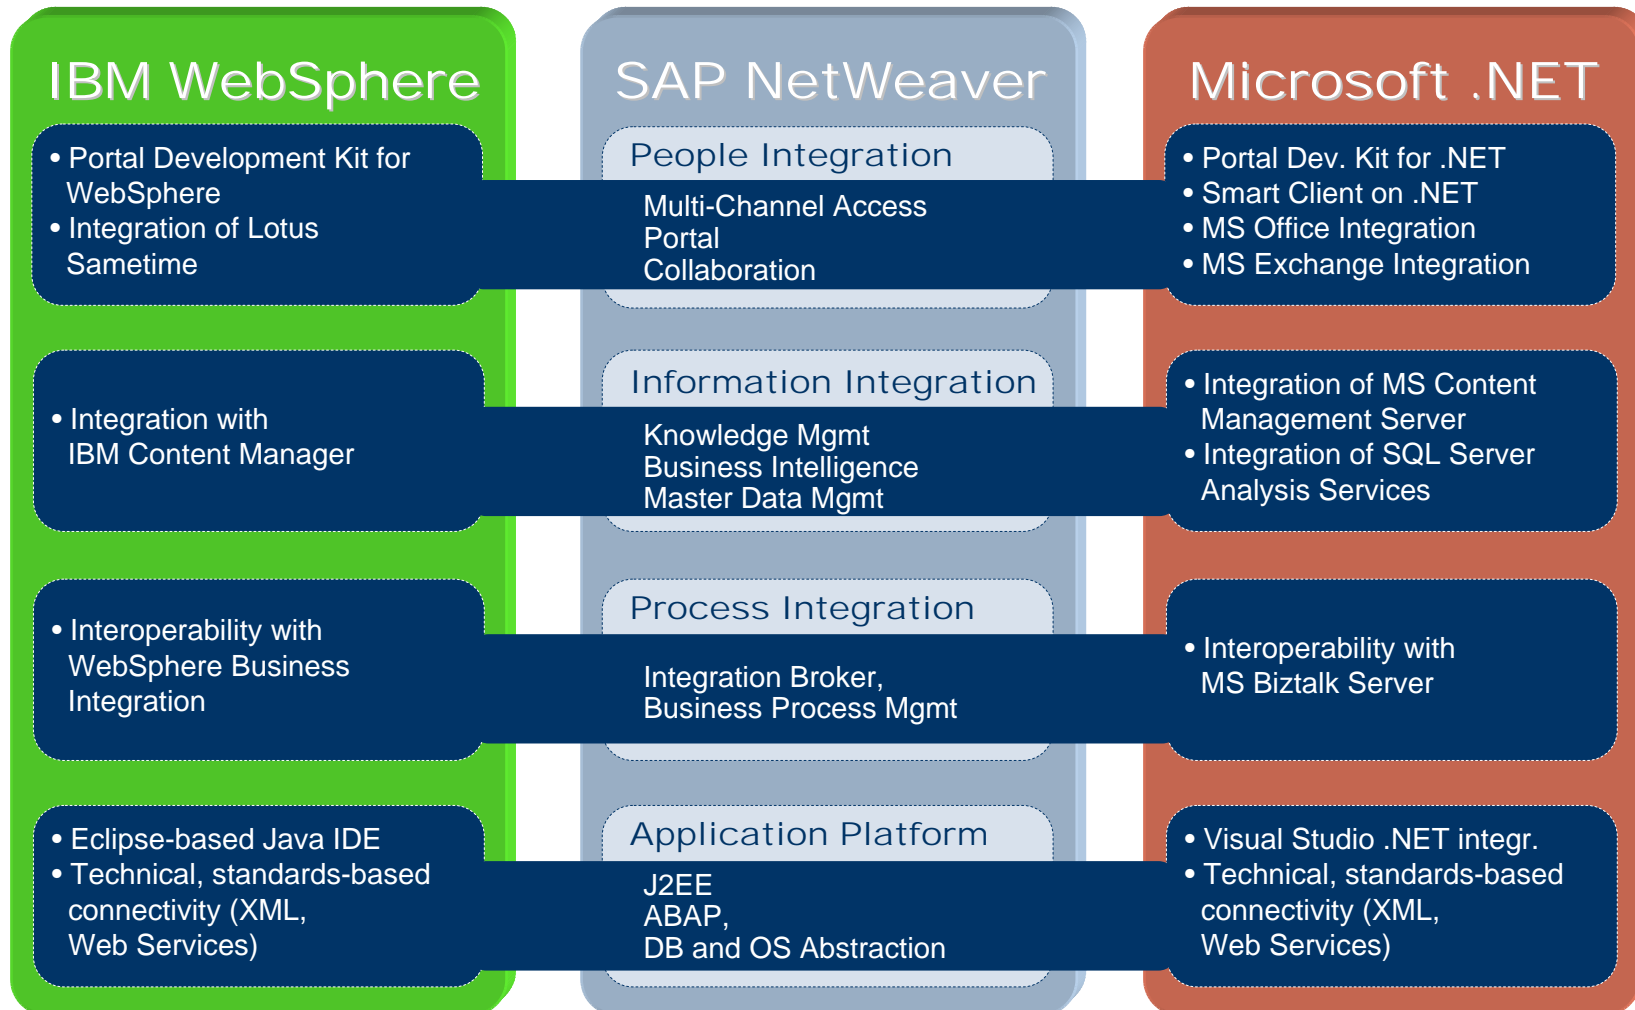 IBM WebSphere
• Portal Development Kit for
WebSphere
• Integration of Lotus
Sametime
• Integration with
IBM Content Manager
• Interoperability with
WebSphere Business
Integration
• Eclipse-based Java IDE
• Technical, standards-based
connectivity (XML,
Web Services)
SAP NetWeaver
People Integration
Multi-Channel Access
Portal
Collaboration
Information Integration
Knowledge Mgmt
Business Intelligence
Master Data Mgmt
Process Integration
Integration Broker,
Business Process Mgmt
Application Platform
J2EE
ABAP,
DB and OS Abstraction
Microsoft .NET
• Portal Dev. Kit for .NET
• Smart Client on .NET
• MS Office Integration
• MS Exchange Integration
• Integration of MS Content
Management Server
• Integration of SQL Server
Analysis Services
• Interoperability with
MS Biztalk Server
• Visual Studio .NET integr.
• Technical, standards-based
connectivity (XML,
Web Services)